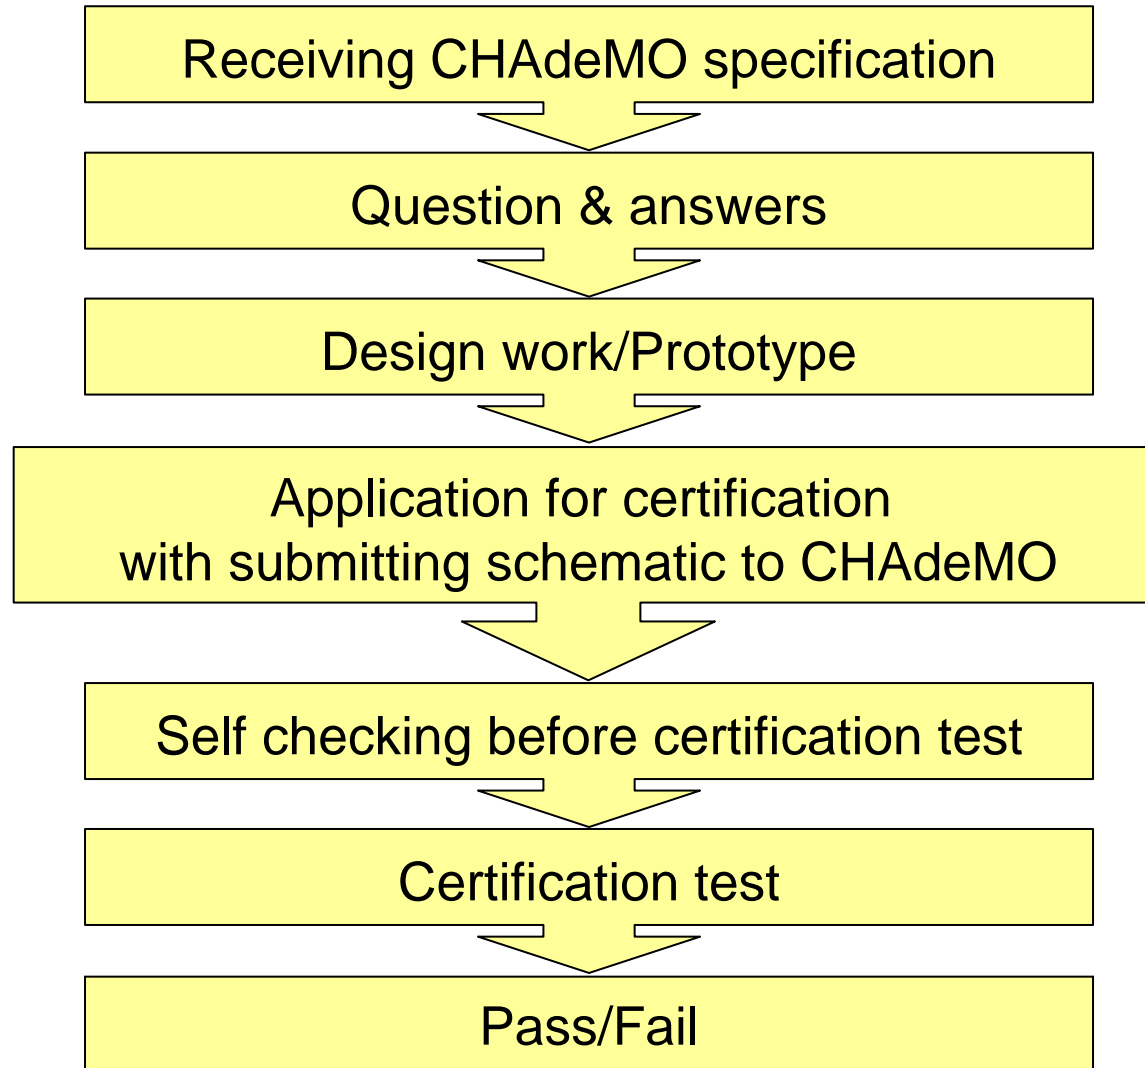 Receiving CHAdeMO specification
Question & answers
Design work/Prototype
Application for certification
with submitting schematic to CHAdeMO
Self checking before certification test
Certification test
Pass/Fail